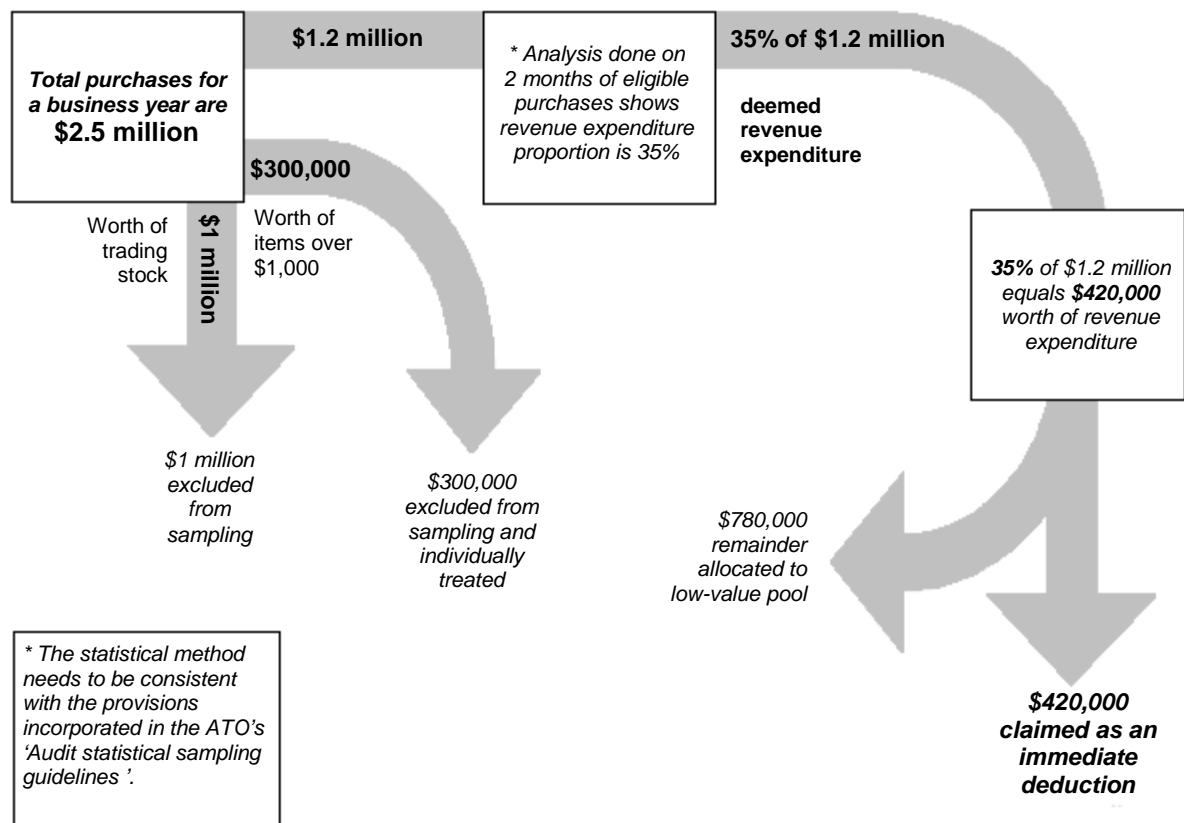 Total purchases for
a business year are
$2.5 million
$1.2 million
* Analysis done on
2 months of eligible
purchases shows
revenue expenditure
proportion is 35%
35% of $1.2 million
deemed
revenue
expenditure
$300,000
Worth of
items over
$1,000
Worth of
trading
stock
$1 million
35% of $1.2 million
equals $420,000
worth of revenue
expenditure
$1 million
excluded
from
sampling
$300,000
excluded from
sampling and
individually
treated
$780,000
remainder
allocated to
low-value pool
* The statistical method
needs to be consistent
with the provisions
incorporated in the ATO's
'Audit statistical sampling
guidelines '.
$420,000
claimed as an
immediate
deduction